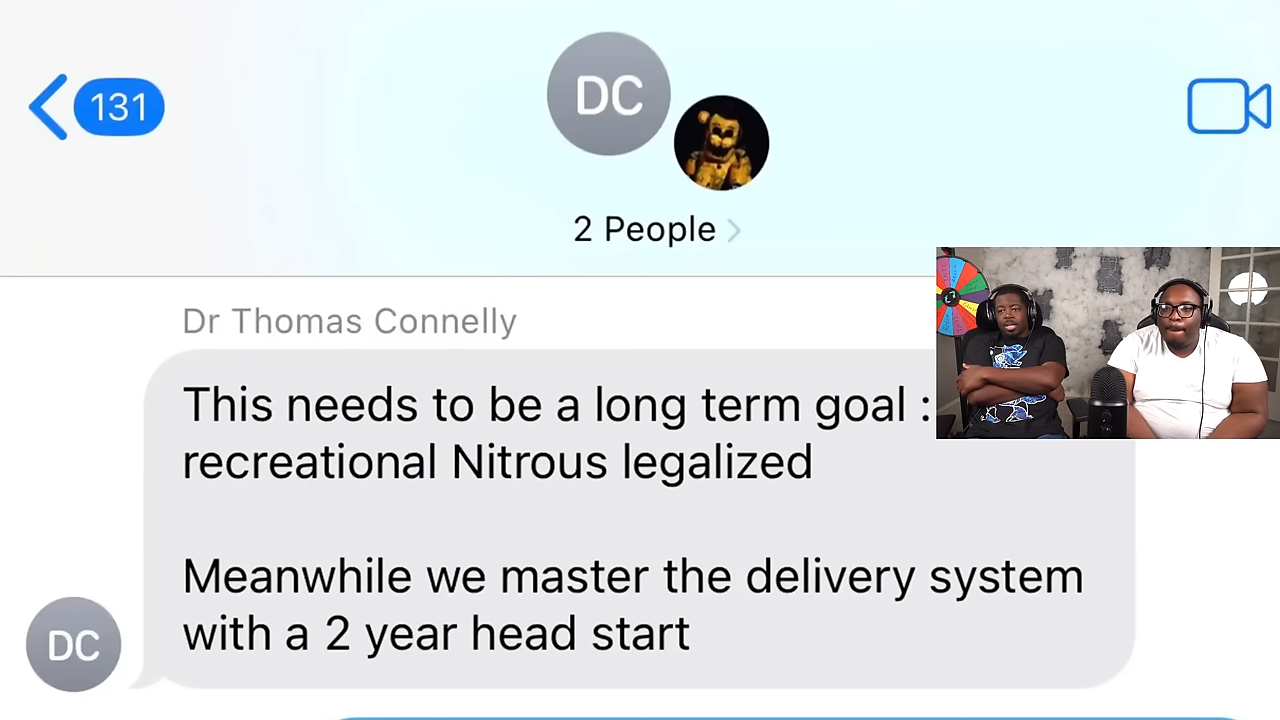 131
DC
2 People
Dr Thomas Connelly
This needs to be a long term goal :
recreational Nitrous legalized
Meanwhile we master the delivery system
with a 2 year head start
DC